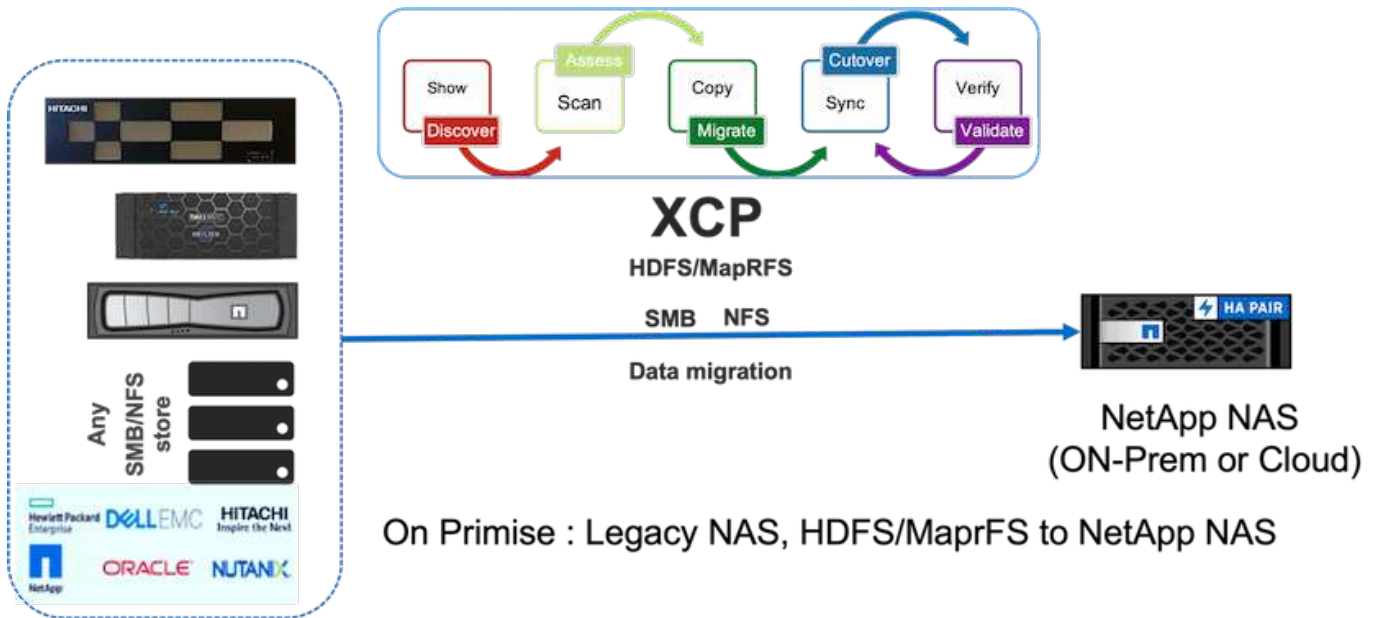 Show
Discover
Assess
Scan
Copy
Migrate
Cutover
Sync
Verify
Validate
XCP
HDFS/MapRFS
SMB NFS
Data migration
HITACHI
Any
SMB/NFS
store
Hewlett Packard
Enterprise
DELLEMC
HITACHI
Inspire the Next
NetApp
ORACLE
NUTANIX
HA PAIR
NetApp NAS
(ON-Prem or Cloud)
On Primise : Legacy NAS, HDFS/MaprFS to NetApp NAS